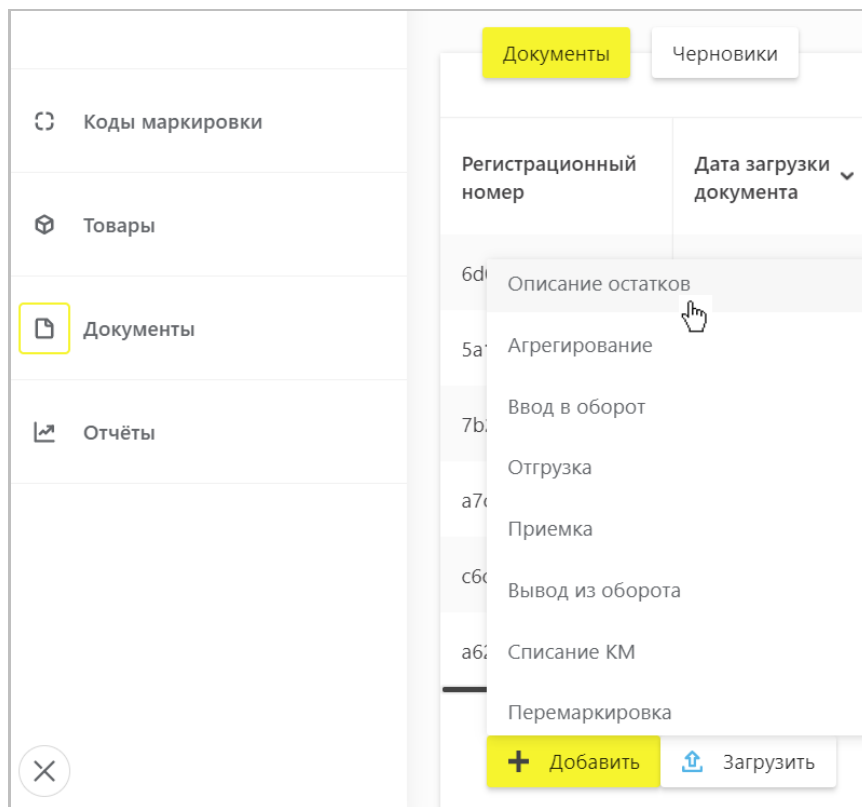 Документы
Черновики
Коды маркировки
Товары
Документы
Отчёты
Регистрационный
номер
Дата загрузки
документа
Описание остатков
Агрегирование
Ввод в оборот
Отгрузка
Приемка
Вывод из оборота
Списание КМ
Перемаркировка
Добавить
Загрузить